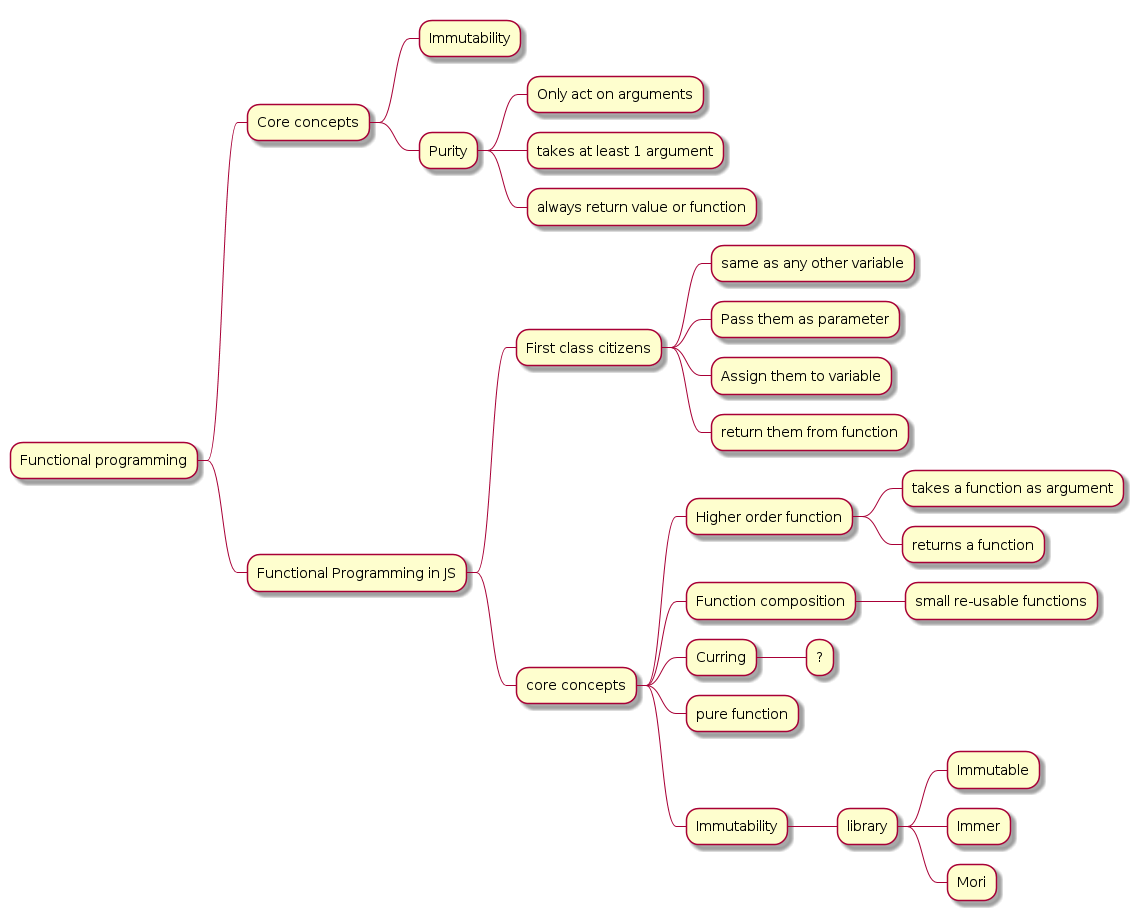 Immutability
Only act on arguments
Core concepts
Purity
takes at least 1 argument
always return value or function
same as any other variable
Pass them as parameter
First class citizens
Assign them to variable
return them from function
Functional programming
takes a function as argument
Higher order function
returns a function
Functional Programming in JS
Function composition
small re-usable functions
Curring
?
core concepts
pure function
Immutable
Immutability
library
Immer
Mori